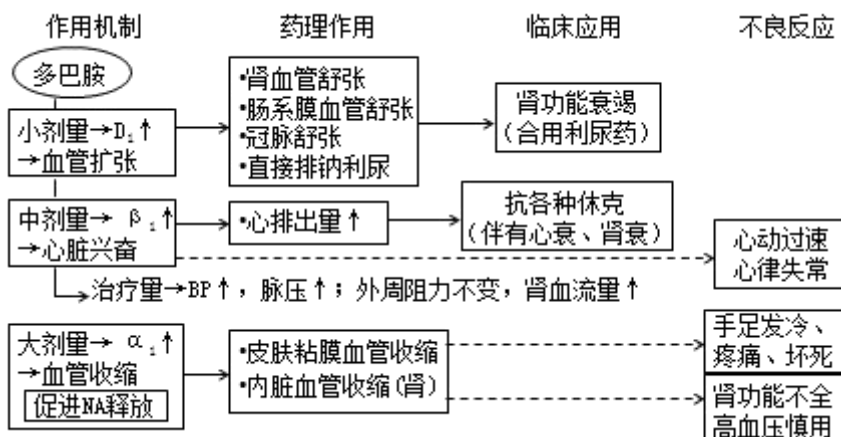 作用机制 药理作用 临床应用 不良反应
多巴胺
小剂量→D₁↑
→血管扩张
•肾血管舒张
•肠系膜血管舒张
•冠脉舒张
•直接排钠利尿
肾功能衰竭
(合用利尿药)
中剂量→ β₁↑
→心脏兴奋
•心排出量↑
抗各种休克
(伴有心衰、肾衰)
心动过速
心律失常
治疗量→BP↑，脉压↑；外周阻力不变，肾血流量↑
大剂量→ α₁↑
→血管收缩
促进NA释放
•皮肤粘膜血管收缩
•内脏血管收缩(肾)
手足发冷、
疼痛、坏死
肾功能不全
高血压慎用